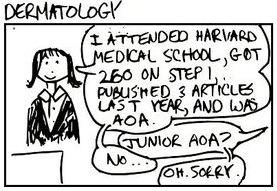 DERMATOLOGY
I ATTENDED HARVARD
MEDICAL SCHOOL, GOT
260 ON STEP 1,
PUBLISHED 3 ARTICLES
LAST YEAR, AND WAS
AOA.
JUNIOR AOA?
NO...
OH. SORRY.